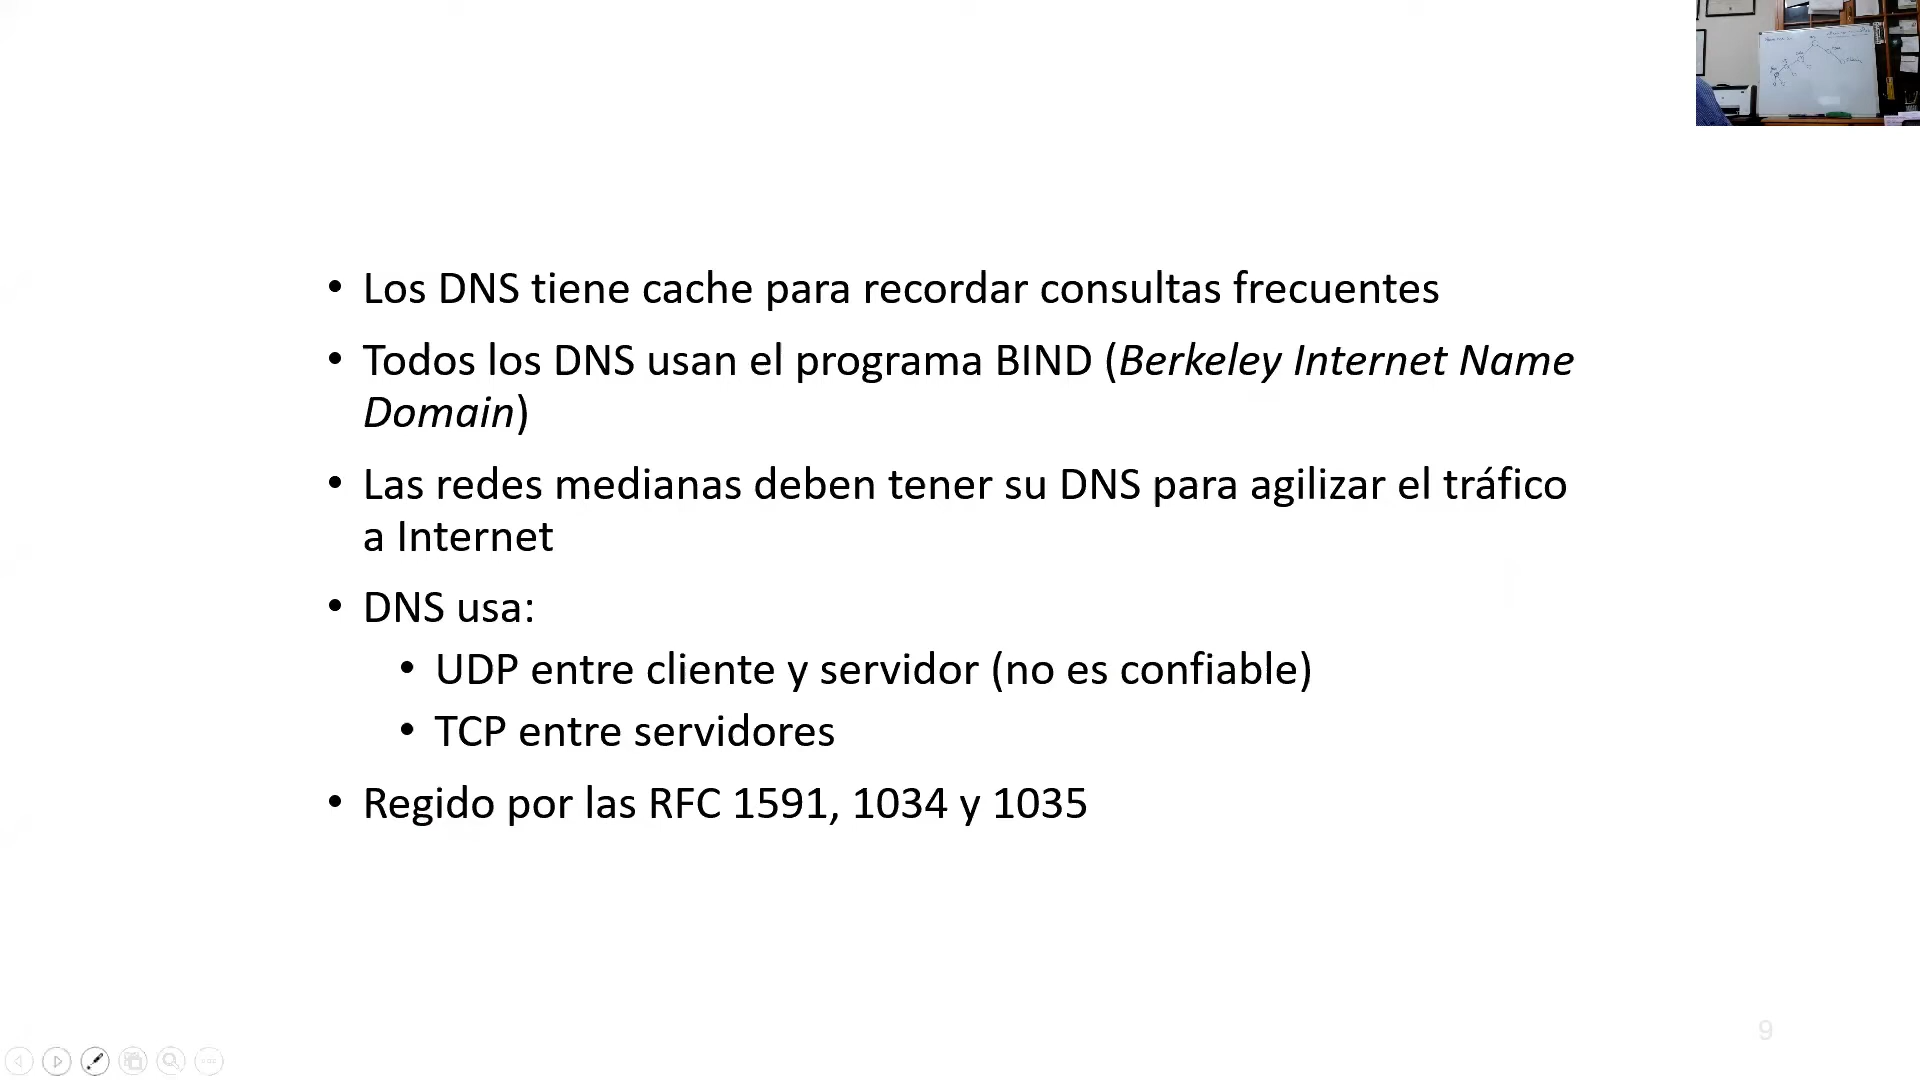 • Los DNS tiene cache para recordar consultas frecuentes
• Todos los DNS usan el programa BIND (Berkeley Internet Name
Domain)
• Las redes medianas deben tener su DNS para agilizar el tráfico
a Internet
• DNS usa:
• UDP entre cliente y servidor (no es confiable)
• TCP entre servidores
• Regido por las RFC 1591, 1034 y 1035
9